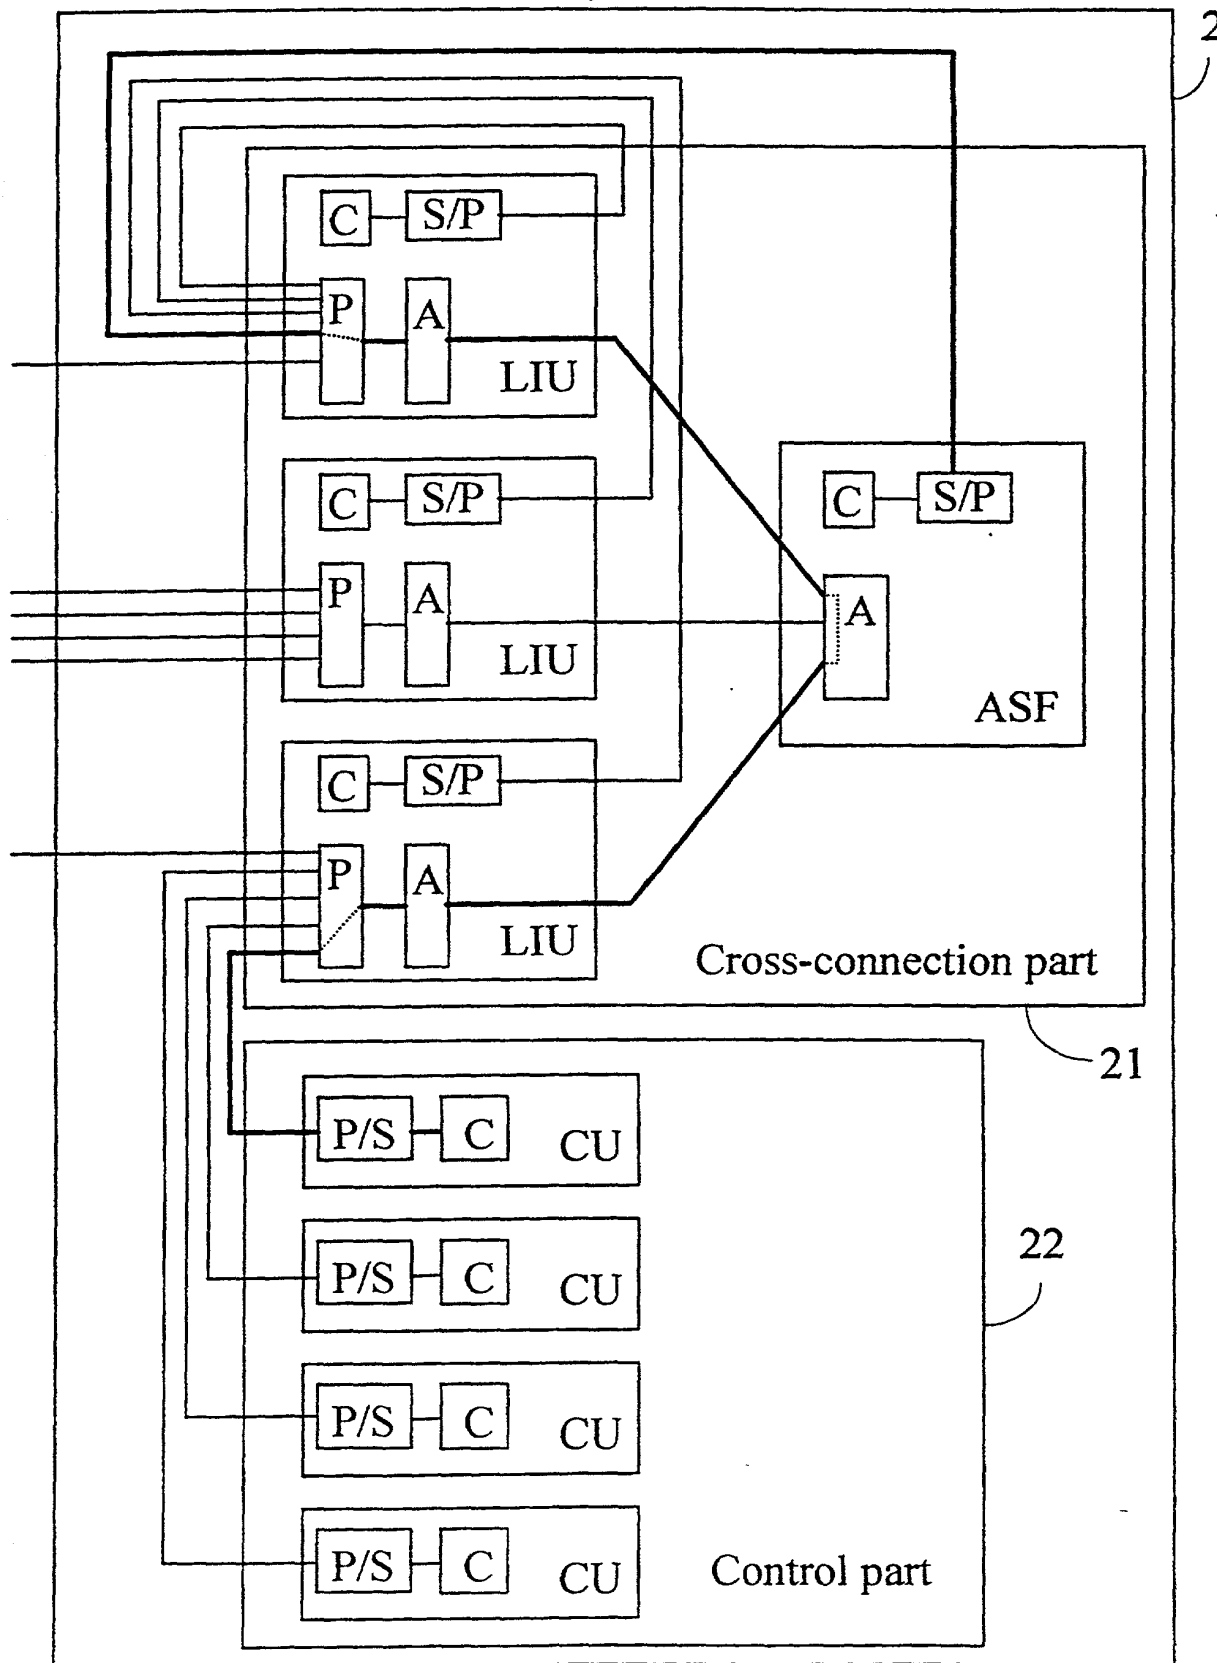 2
C S/P
P A
LIU
C S/P
P A
LIU
C S/P
P A
LIU
C S/P
A
ASF
Cross-connection part
21
P/S C CU
P/S C CU
P/S C CU
P/S C CU
22
Control part